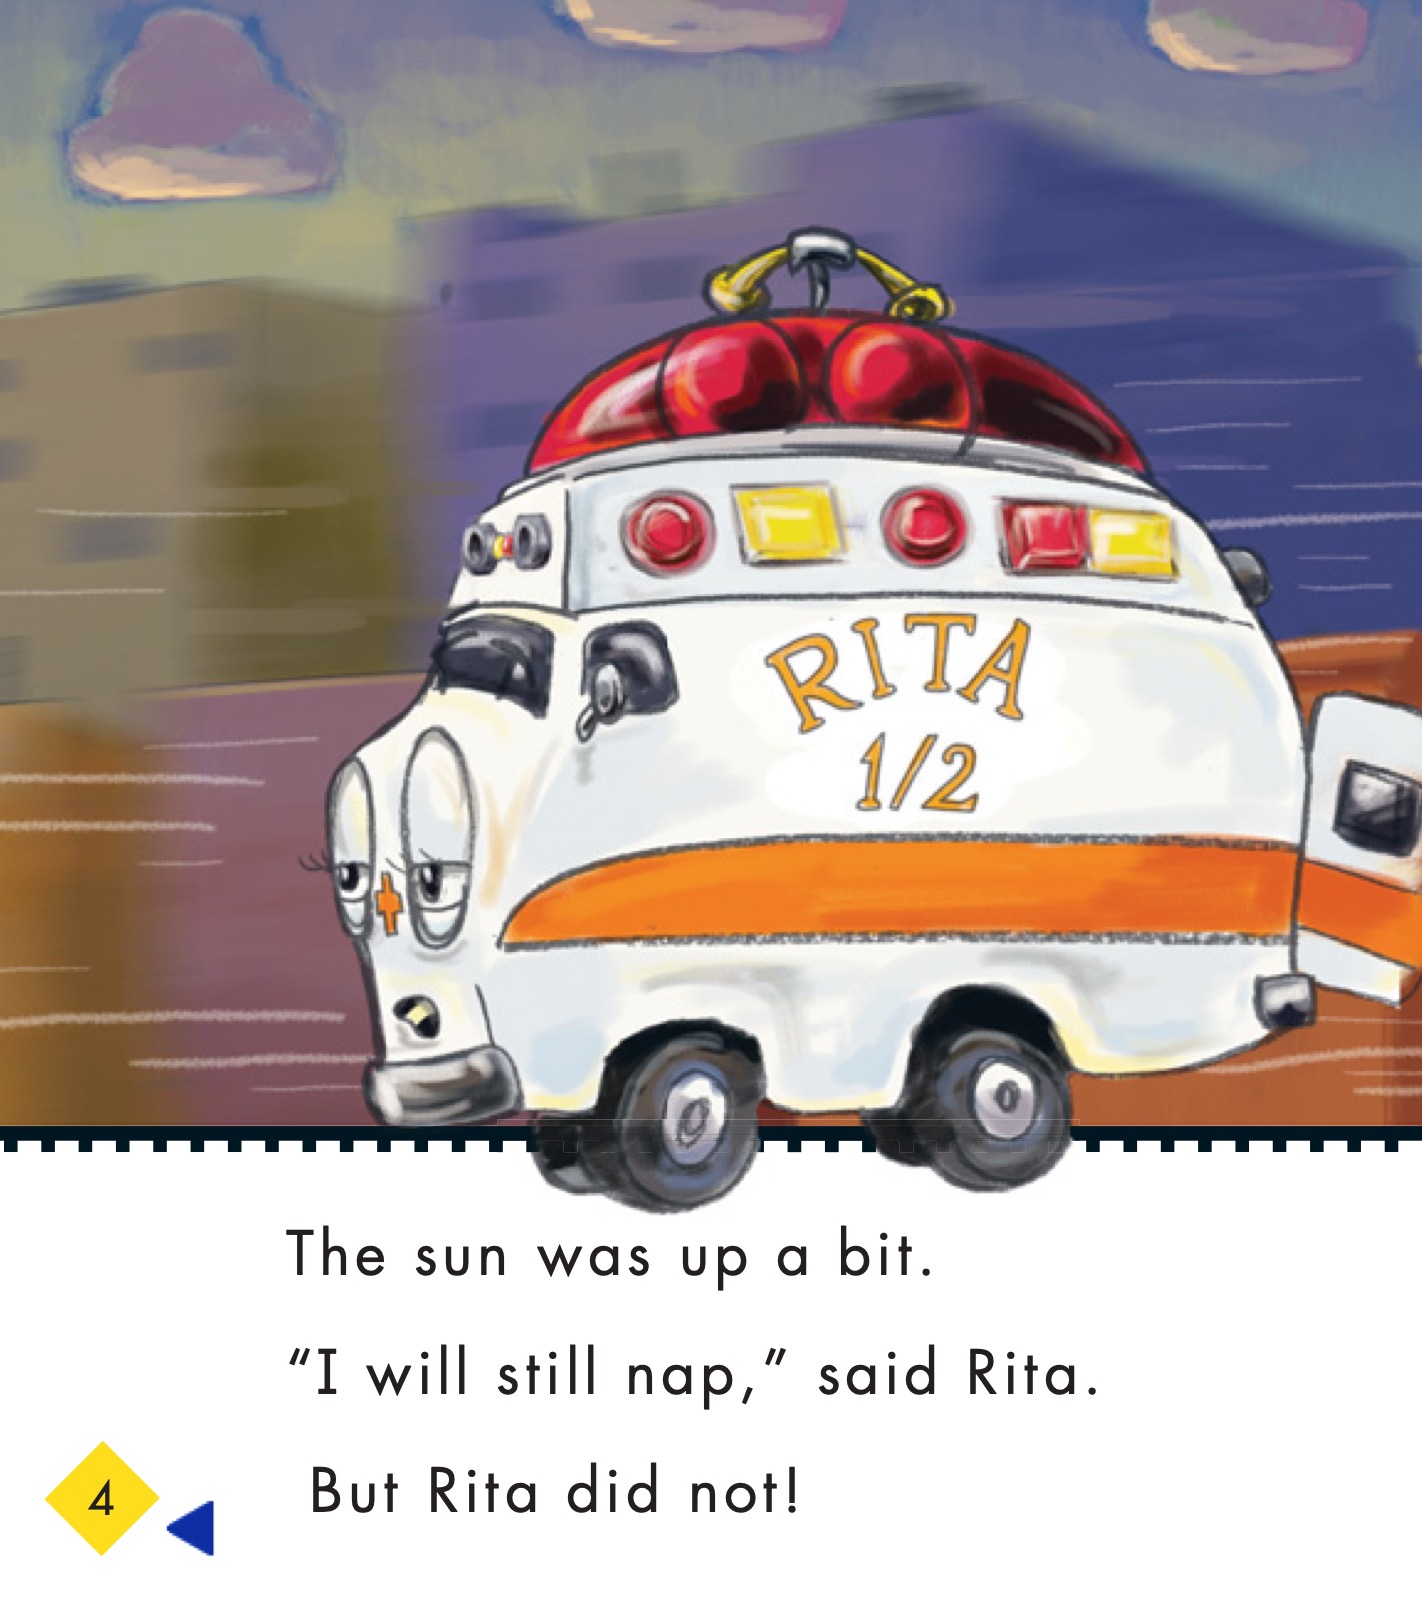 RITA
1/2
The sun was up a bit.
“I will still nap,” said Rita.
But Rita did not!
4